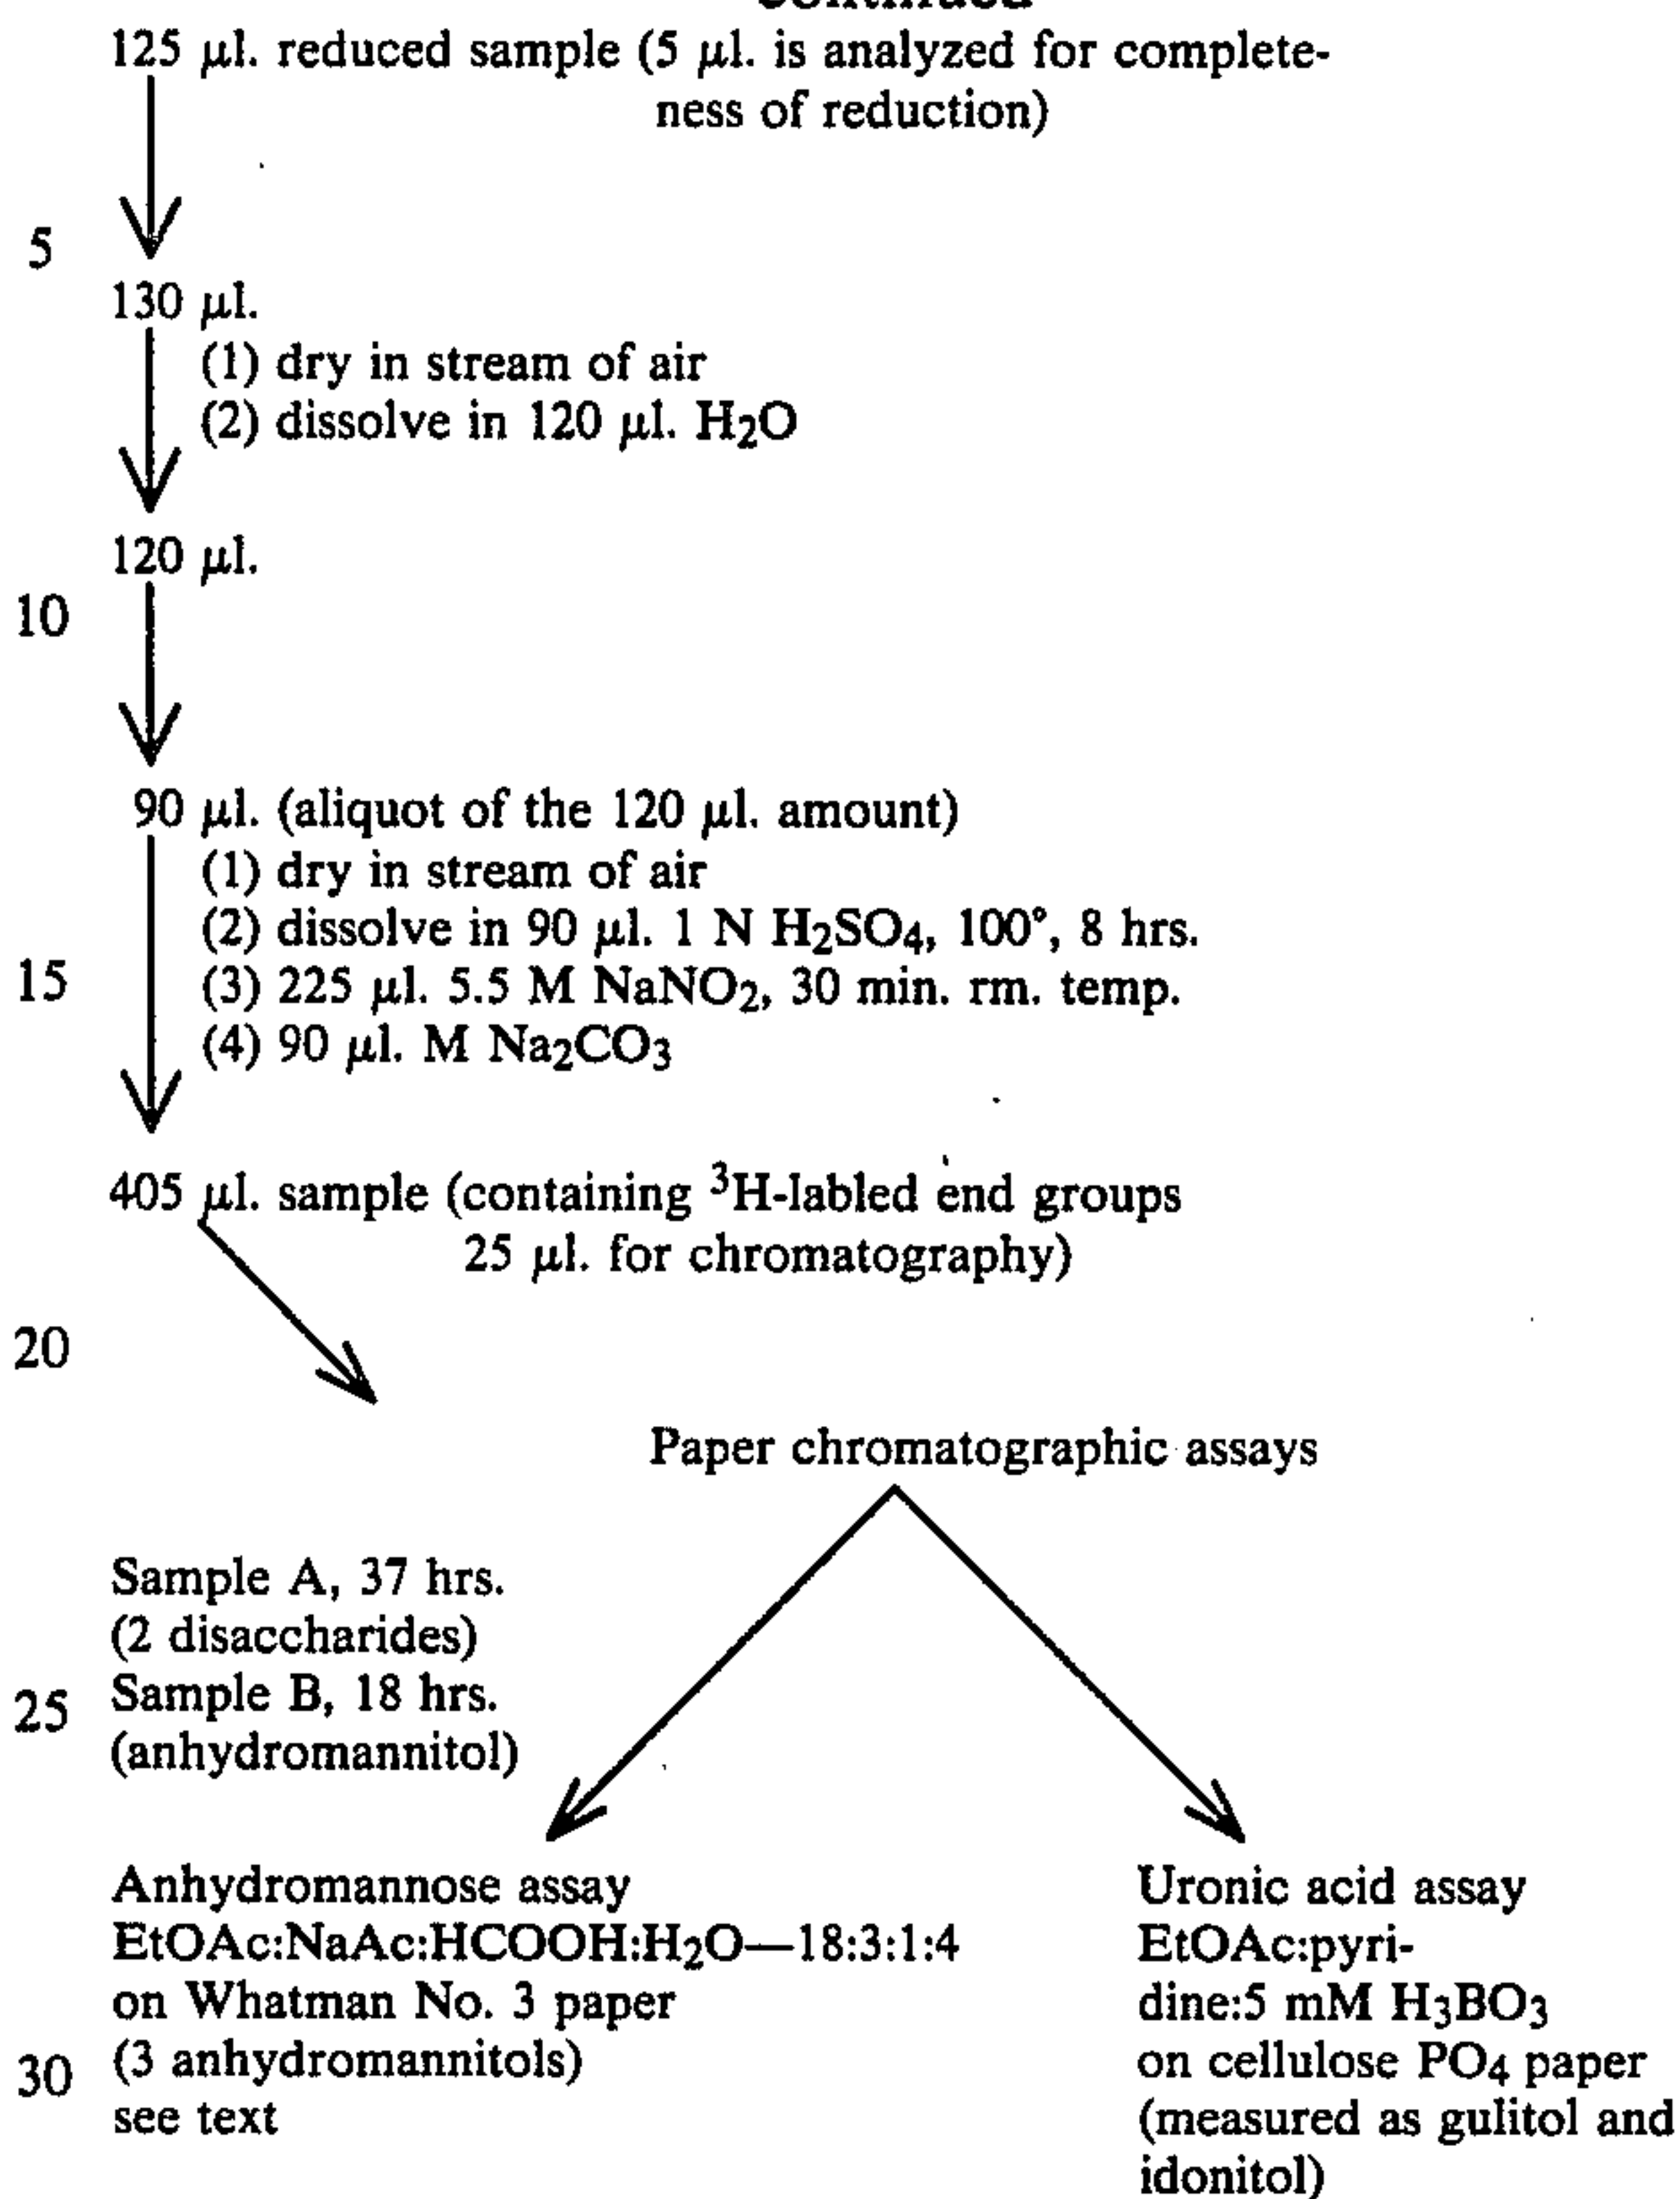 continued
125 μl. reduced sample (5 μl. is analyzed for complete-
ness of reduction)
5
130 μl.
(1) dry in stream of air
(2) dissolve in 120 μl. H₂O
120 μl.
10
90 μl. (aliquot of the 120 μl. amount)
(1) dry in stream of air
(2) dissolve in 90 μl. 1 N H₂SO₄, 100°, 8 hrs.
15
(3) 225 μl. 5.5 M NaNO₂, 30 min. rm. temp.
(4) 90 μl. M Na₂CO₃
405 μl. sample (containing ³H-labled end groups
25 μl. for chromatography)
20
Paper chromatographic assays
Sample A, 37 hrs.
(2 disaccharides)
25
Sample B, 18 hrs.
(anhydromannitol)
Anhydromannose assay
EtOAc:NaAc:HCOOH:H₂O—18:3:1:4
on Whatman No. 3 paper
30
(3 anhydromannitols)
see text
Uronic acid assay
EtOAc:pyri-
dine:5 mM H₃BO₃
on cellulose PO₄ paper
(measured as gulitol and
idonitol)